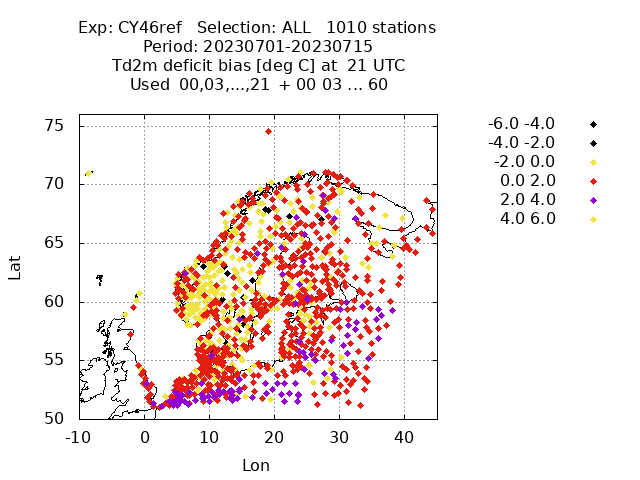 Exp: CY46ref   Selection: ALL   1010 stations
Period: 20230701-20230715
Td2m deficit bias [deg C] at  21 UTC
Used  00,03,...,21  + 00 03 ... 60
-6.0 -4.0
-4.0 -2.0
-2.0 0.0
0.0 2.0
2.0 4.0
4.0 6.0
75
70
65
60
55
50
Lat
-10 0 10 20 30 40
Lon